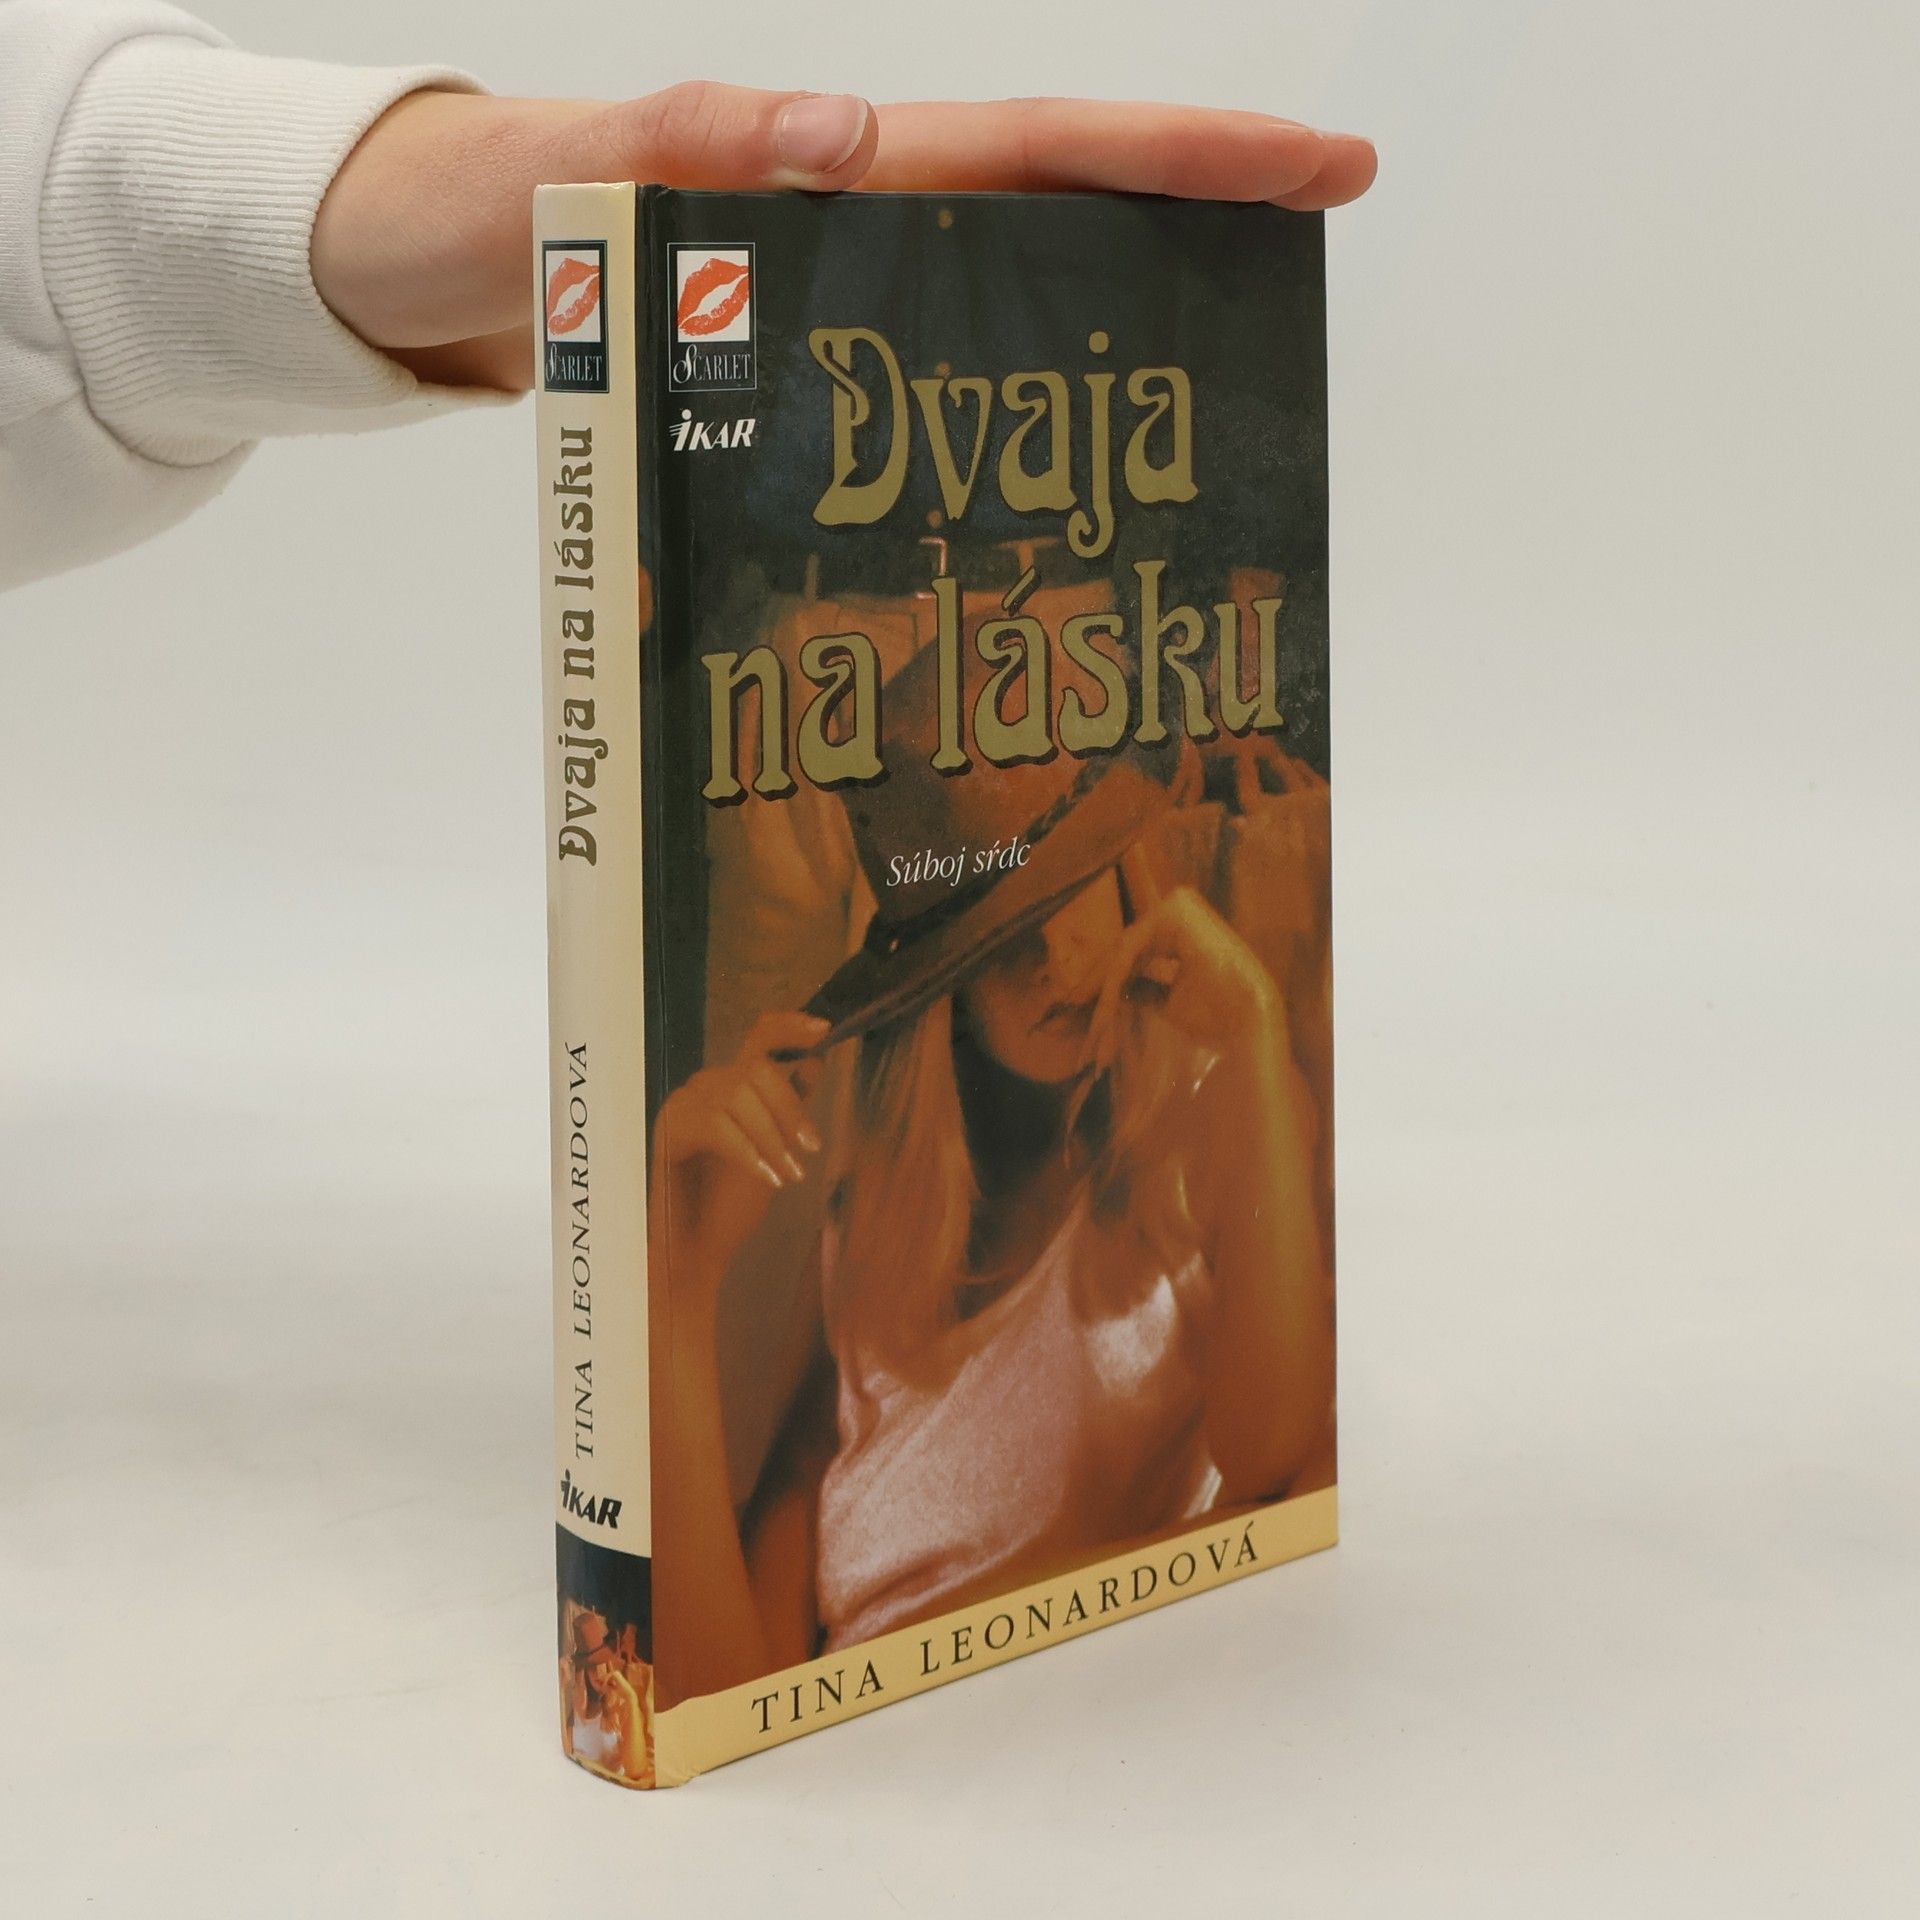 SCARLET
Dvaja na lásku
TINA LEONARDOVÁ
iKAR
SCARLET
iKAR
Dvaja
na lásku
Súboj sŕdc
TINA LEONARDOVÁ